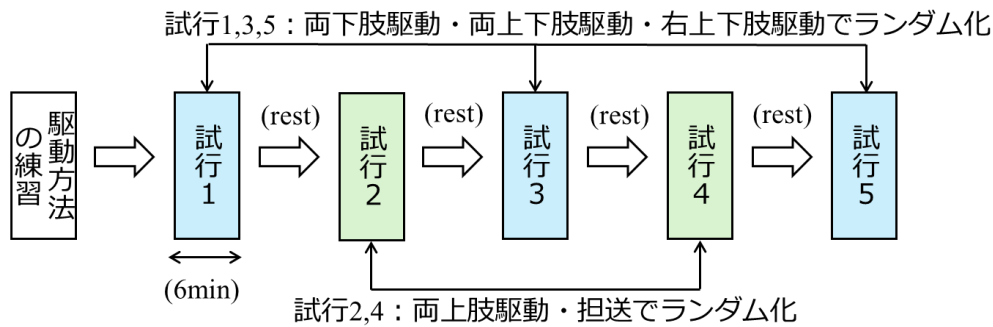 試行1,3,5：両下肢駆動・両上下肢駆動・右上下肢駆動でランダム化
駆動方法
の練習
試行1
(rest)
試行2
(rest)
試行3
(rest)
試行4
(rest)
試行5
(6min)
試行2,4：両上肢駆動・担送でランダム化